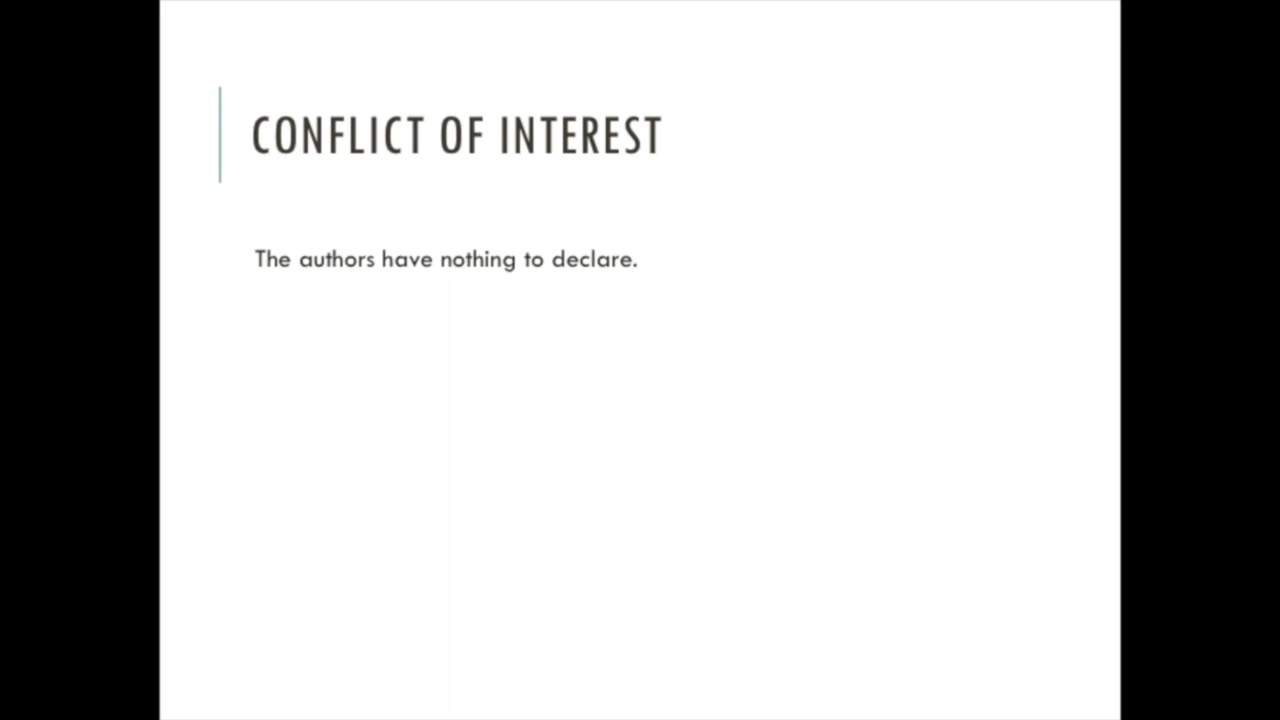 CONFLICT OF INTEREST
The authors have nothing to declare.